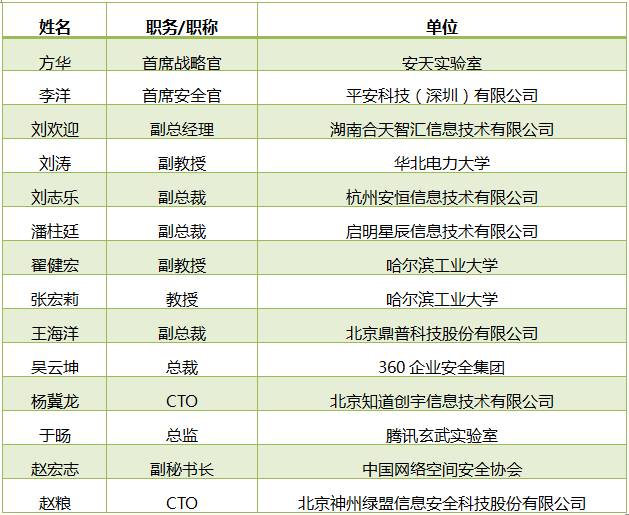 姓名 职务/职称 单位
方华 首席战略官 安天实验室
李洋 首席安全官 平安科技（深圳）有限公司
刘欢迎 副总经理 湖南合天智汇信息技术有限公司
刘涛 副教授 华北电力大学
刘志乐 副总裁 杭州安恒信息技术有限公司
潘柱廷 副总裁 启明星辰信息技术有限公司
翟健宏 副教授 哈尔滨工业大学
张宏莉 教授 哈尔滨工业大学
王海洋 副总裁 北京鼎普科技股份有限公司
吴云坤 总裁 360企业安全集团
杨冀龙 CTO 北京知道创宇信息技术有限公司
于旸 总监 腾讯玄武实验室
赵宏志 副秘书长 中国网络空间安全协会
赵粮 CTO 北京神州绿盟信息安全科技股份有限公司